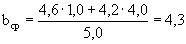 b_ф = (4,6·1,0 + 4,2·4,0) / 5,0 = 4,3